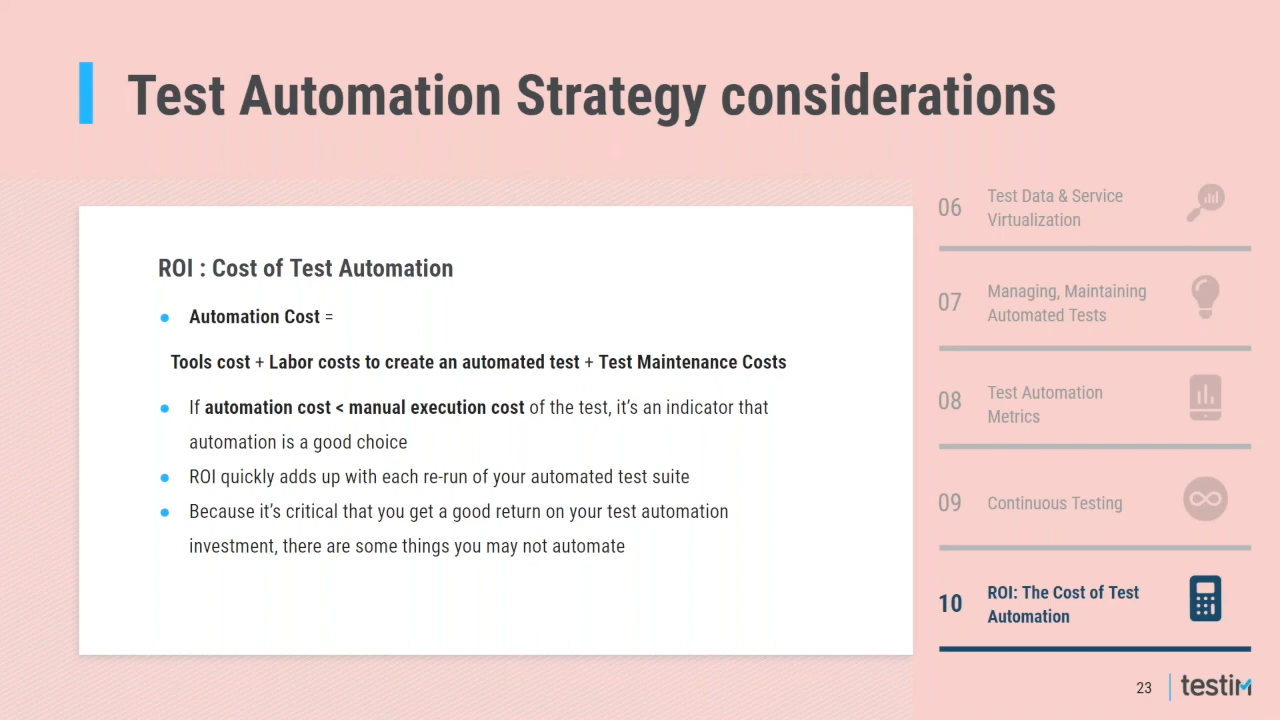 Test Automation Strategy considerations
ROI : Cost of Test Automation
Automation Cost =
Tools cost + Labor costs to create an automated test + Test Maintenance Costs
If automation cost < manual execution cost of the test, it’s an indicator that
automation is a good choice
ROI quickly adds up with each re-run of your automated test suite
Because it’s critical that you get a good return on your test automation
investment, there are some things you may not automate
06
Test Data & Service
Virtualization
07
Managing, Maintaining
Automated Tests
08
Test Automation
Metrics
09
Continuous Testing
10
ROI: The Cost of Test
Automation
23
testim